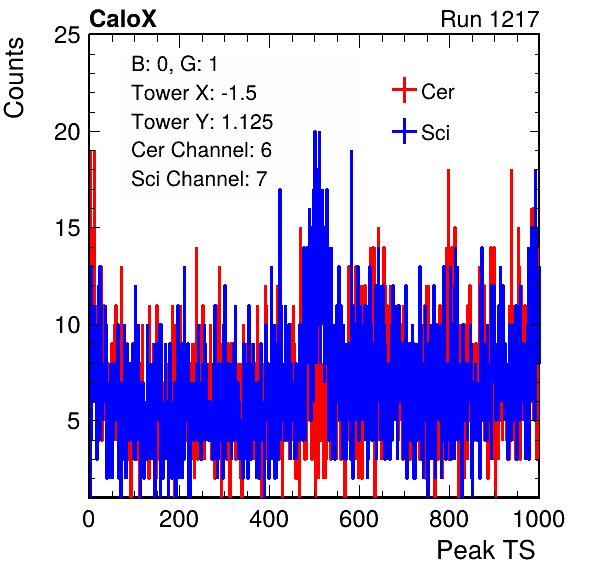 CaloX
Run 1217
Counts
25
20
15
10
5
B: 0, G: 1
Tower X: -1.5
Tower Y: 1.125
Cer Channel: 6
Sci Channel: 7
Cer
Sci
0
200
400
600
800
1000
Peak TS